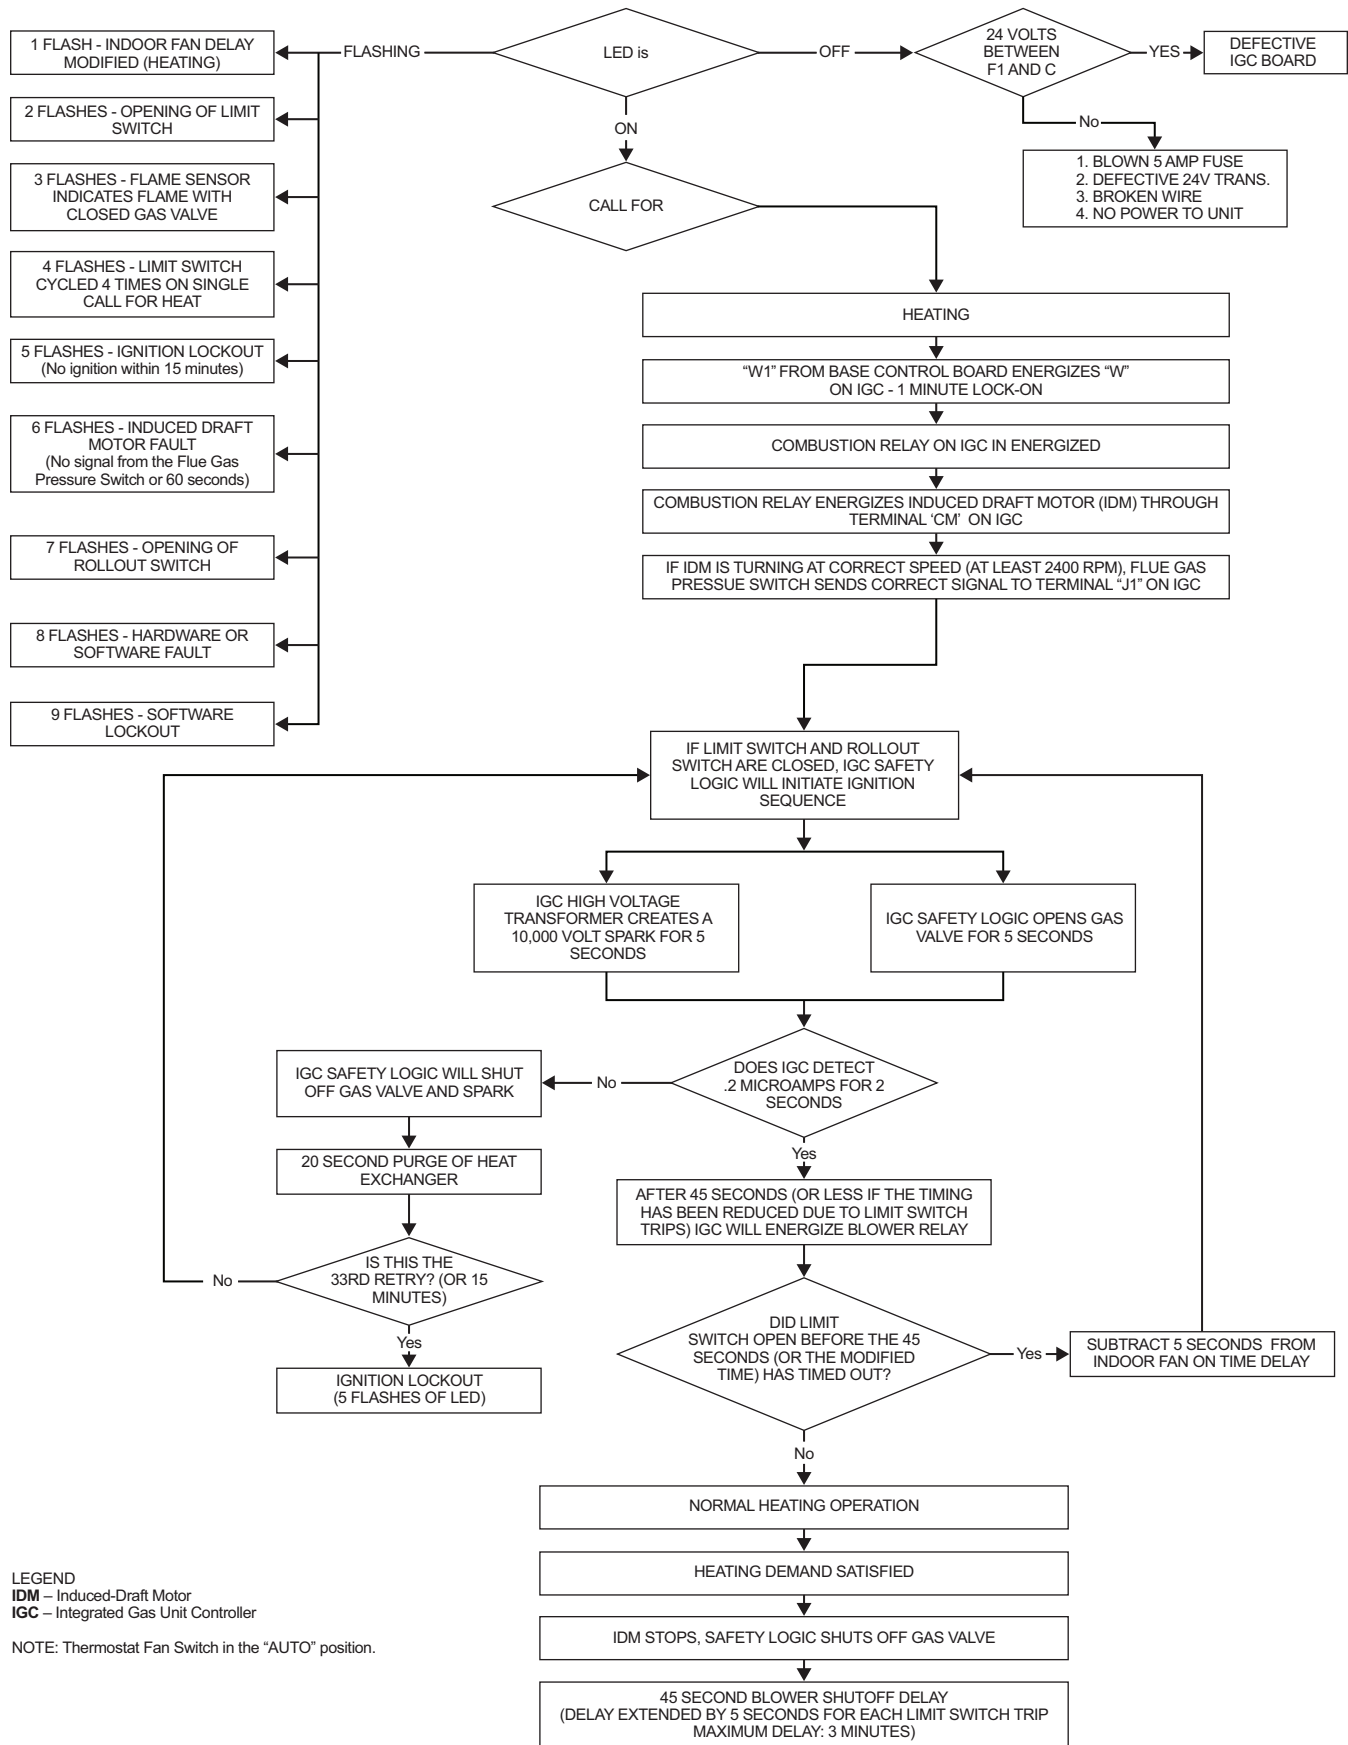 1 FLASH - INDOOR FAN DELAY
MODIFIED (HEATING)
FLASHING
LED is
OFF
24 VOLTS
BETWEEN
F1 AND C
YES
DEFECTIVE
IGC BOARD
2 FLASHES - OPENING OF LIMIT
SWITCH
ON
No
1. BLOWN 5 AMP FUSE
2. DEFECTIVE 24V TRANS.
3. BROKEN WIRE
4. NO POWER TO UNIT
3 FLASHES - FLAME SENSOR
INDICATES FLAME WITH
CLOSED GAS VALVE
CALL FOR
4 FLASHES - LIMIT SWITCH
CYCLED 4 TIMES ON SINGLE
CALL FOR HEAT
HEATING
5 FLASHES - IGNITION LOCKOUT
(No ignition within 15 minutes)
"W1" FROM BASE CONTROL BOARD ENERGIZES "W"
ON IGC - 1 MINUTE LOCK-ON
6 FLASHES - INDUCED DRAFT
MOTOR FAULT
(No signal from the Flue Gas
Pressure Switch or 60 seconds)
COMBUSTION RELAY ON IGC IN ENERGIZED
COMBUSTION RELAY ENERGIZES INDUCED DRAFT MOTOR (IDM) THROUGH
TERMINAL ‘CM’ ON IGC
7 FLASHES - OPENING OF
ROLLOUT SWITCH
IF IDM IS TURNING AT CORRECT SPEED (AT LEAST 2400 RPM), FLUE GAS
PRESSUE SWITCH SENDS CORRECT SIGNAL TO TERMINAL "J1" ON IGC
8 FLASHES - HARDWARE OR
SOFTWARE FAULT
9 FLASHES - SOFTWARE
LOCKOUT
IF LIMIT SWITCH AND ROLLOUT
SWITCH ARE CLOSED, IGC SAFETY
LOGIC WILL INITIATE IGNITION
SEQUENCE
IGC HIGH VOLTAGE
TRANSFORMER CREATES A
10,000 VOLT SPARK FOR 5
SECONDS
IGC SAFETY LOGIC OPENS GAS
VALVE FOR 5 SECONDS
DOES IGC DETECT
.2 MICROAMPS FOR 2
SECONDS
No
IGC SAFETY LOGIC WILL SHUT
OFF GAS VALVE AND SPARK
Yes
20 SECOND PURGE OF HEAT
EXCHANGER
AFTER 45 SECONDS (OR LESS IF THE TIMING
HAS BEEN REDUCED DUE TO LIMIT SWITCH
TRIPS) IGC WILL ENERGIZE BLOWER RELAY
IS THIS THE
33RD RETRY? (OR 15
MINUTES)
No
Yes
IGNITION LOCKOUT
(5 FLASHES OF LED)
DID LIMIT
SWITCH OPEN BEFORE THE 45
SECONDS (OR THE MODIFIED
TIME) HAS TIMED OUT?
Yes
SUBTRACT 5 SECONDS FROM
INDOOR FAN ON TIME DELAY
No
NORMAL HEATING OPERATION
HEATING DEMAND SATISFIED
IDM STOPS, SAFETY LOGIC SHUTS OFF GAS VALVE
45 SECOND BLOWER SHUTOFF DELAY
(DELAY EXTENDED BY 5 SECONDS FOR EACH LIMIT SWITCH TRIP
MAXIMUM DELAY: 3 MINUTES)
LEGEND
IDM – Induced-Draft Motor
IGC – Integrated Gas Unit Controller
NOTE: Thermostat Fan Switch in the "AUTO" position.